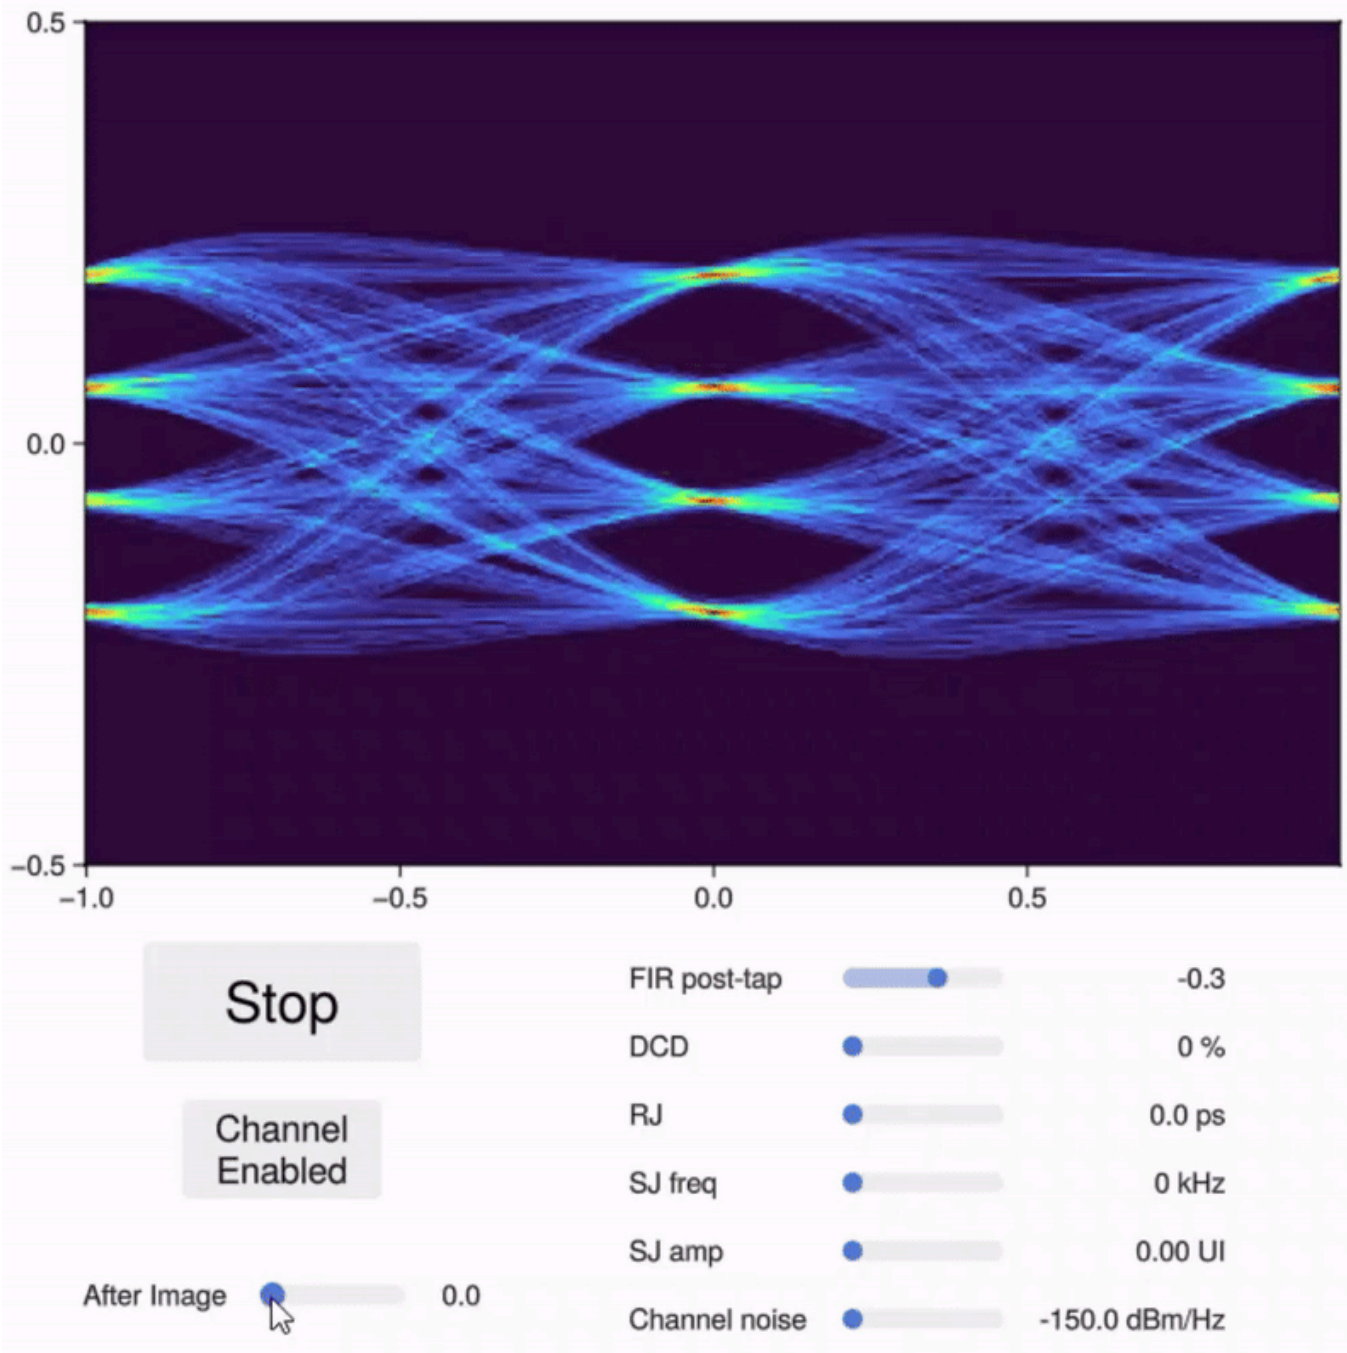 0.5
0.0
−0.5
−1.0
−0.5
0.0
0.5
Stop
Channel
Enabled
After Image 0.0
FIR post-tap -0.3
DCD 0 %
RJ 0.0 ps
SJ freq 0 kHz
SJ amp 0.00 UI
Channel noise -150.0 dBm/Hz